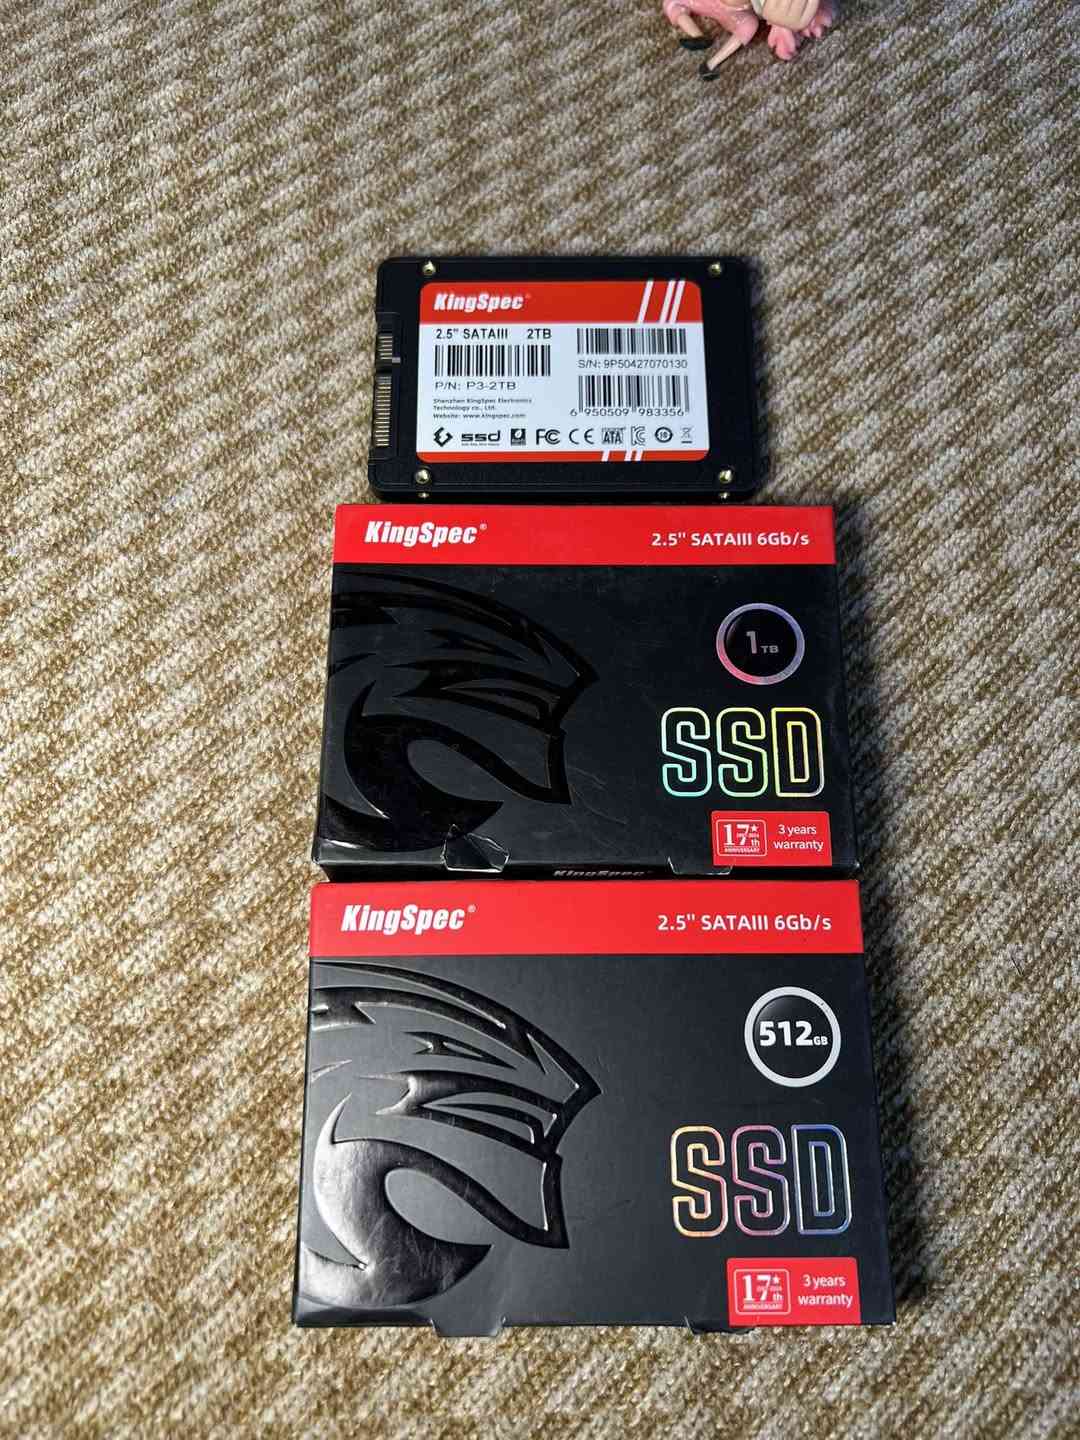 KingSpec®
2.5" SATAIII 2TB
P/N: P3-2TB
Shenzhen KingSpec Electronics
Technology co., Ltd.
Website: www.kingspec.com
S/N: 9P50427070130
6 950509 983356
ssd
FC CE SATA
KingSpec®
2.5" SATAIII 6Gb/s
1TB
SSD
17th
ANNIVERSARY
3 years
warranty
KingSpec®
KingSpec®
2.5" SATAIII 6Gb/s
512GB
SSD
17th
ANNIVERSARY
3 years
warranty